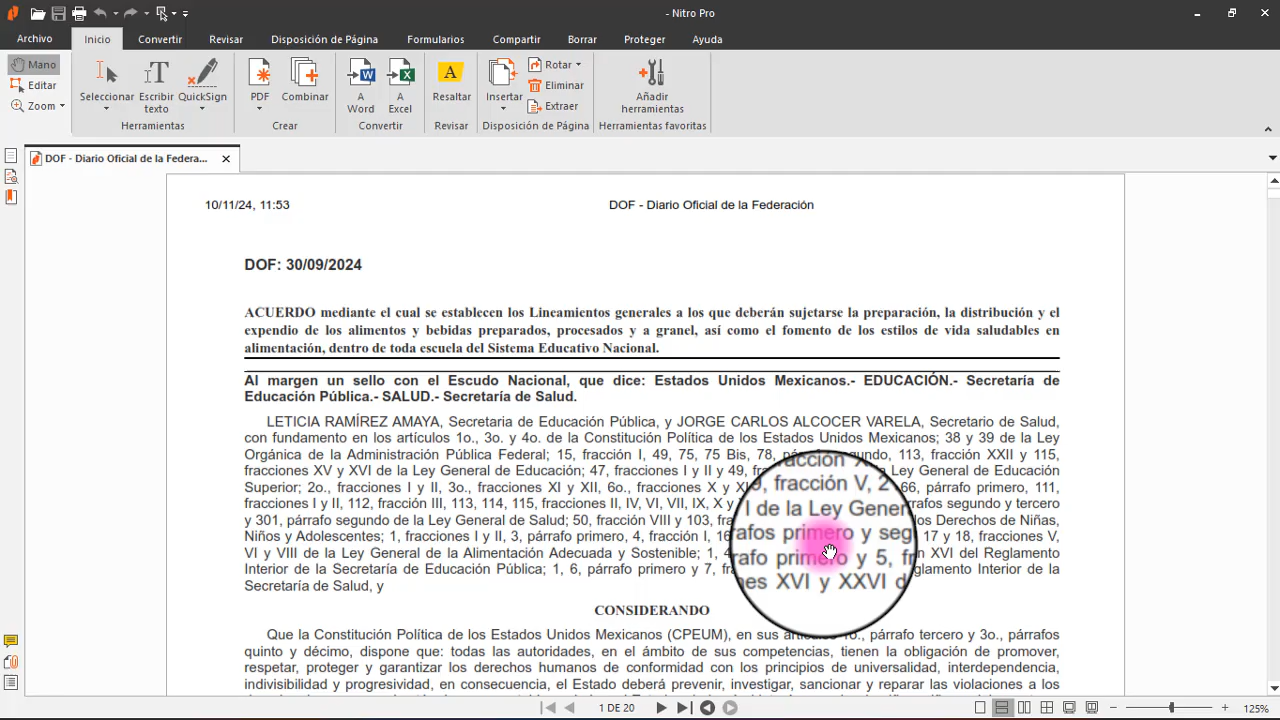 - Nitro Pro
Archivo Inicio Convertir Revisar Disposición de Página Formularios Compartir Borrar Proteger Ayuda
Mano
Editar
Zoom
Seleccionar
Escribir texto
QuickSign
Herramientas
PDF
Combinar
Crear
A Word
A Excel
Convertir
Resaltar
Revisar
Insertar
Rotar
Eliminar
Extraer
Disposición de Página
Añadir herramientas
Herramientas favoritas
DOF - Diario Oficial de la Federa...
10/11/24, 11:53 DOF - Diario Oficial de la Federación
DOF: 30/09/2024
ACUERDO mediante el cual se establecen los Lineamientos generales a los que deberán sujetarse la preparación, la distribución y el
expendio de los alimentos y bebidas preparados, procesados y a granel, así como el fomento de los estilos de vida saludables en
alimentación, dentro de toda escuela del Sistema Educativo Nacional.
Al margen un sello con el Escudo Nacional, que dice: Estados Unidos Mexicanos.- EDUCACIÓN.- Secretaría de
Educación Pública.- SALUD.- Secretaría de Salud.
LETICIA RAMÍREZ AMAYA, Secretaria de Educación Pública, y JORGE CARLOS ALCOCER VARELA, Secretario de Salud,
con fundamento en los artículos 1o., 3o. y 4o. de la Constitución Política de los Estados Unidos Mexicanos; 38 y 39 de la Ley
Orgánica de la Administración Pública Federal; 15, fracción I, 49, 75, 75 Bis, 78, párrafo segundo, 113, fracción XXII y 115,
fracciones XV y XVI de la Ley General de Educación; 47, fracciones I y II y 49, fracción Ley General de Educación
Superior; 2o., fracciones I y II, 3o., fracciones XI y XII, 6o., fracciones X y 9, fracción V, 2 66, párrafo primero, 111,
fracciones I y II, 112, fracción III, 113, 114, 115, fracciones II, IV, VI, VII, IX, X y I de la Ley Gener segundo y tercero
y 301, párrafo segundo de la Ley General de Salud; 50, fracción VIII y 103, rafos primero y seg los Derechos de Niñas,
Niños y Adolescentes; 1, fracciones I y II, 3, párrafo primero, 4, fracción I, 16 rafo primero y 5, fr 17 y 18, fracciones V,
VI y VIII de la Ley General de la Alimentación Adecuada y Sostenible; 1, nes XVI y XXVI d XVI del Reglamento
Interior de la Secretaría de Educación Pública; 1, 6, párrafo primero y 7, Interior de la
Secretaría de Salud, y
CONSIDERANDO
Que la Constitución Política de los Estados Unidos Mexicanos (CPEUM), en sus artículos 1o., párrafo tercero y 3o., párrafos
quinto y décimo, dispone que: todas las autoridades, en el ámbito de sus competencias, tienen la obligación de promover,
respetar, proteger y garantizar los derechos humanos de conformidad con los principios de universalidad, interdependencia,
indivisibilidad y progresividad, en consecuencia, el Estado deberá prevenir, investigar, sancionar y reparar las violaciones a los
1 DE 20
125%